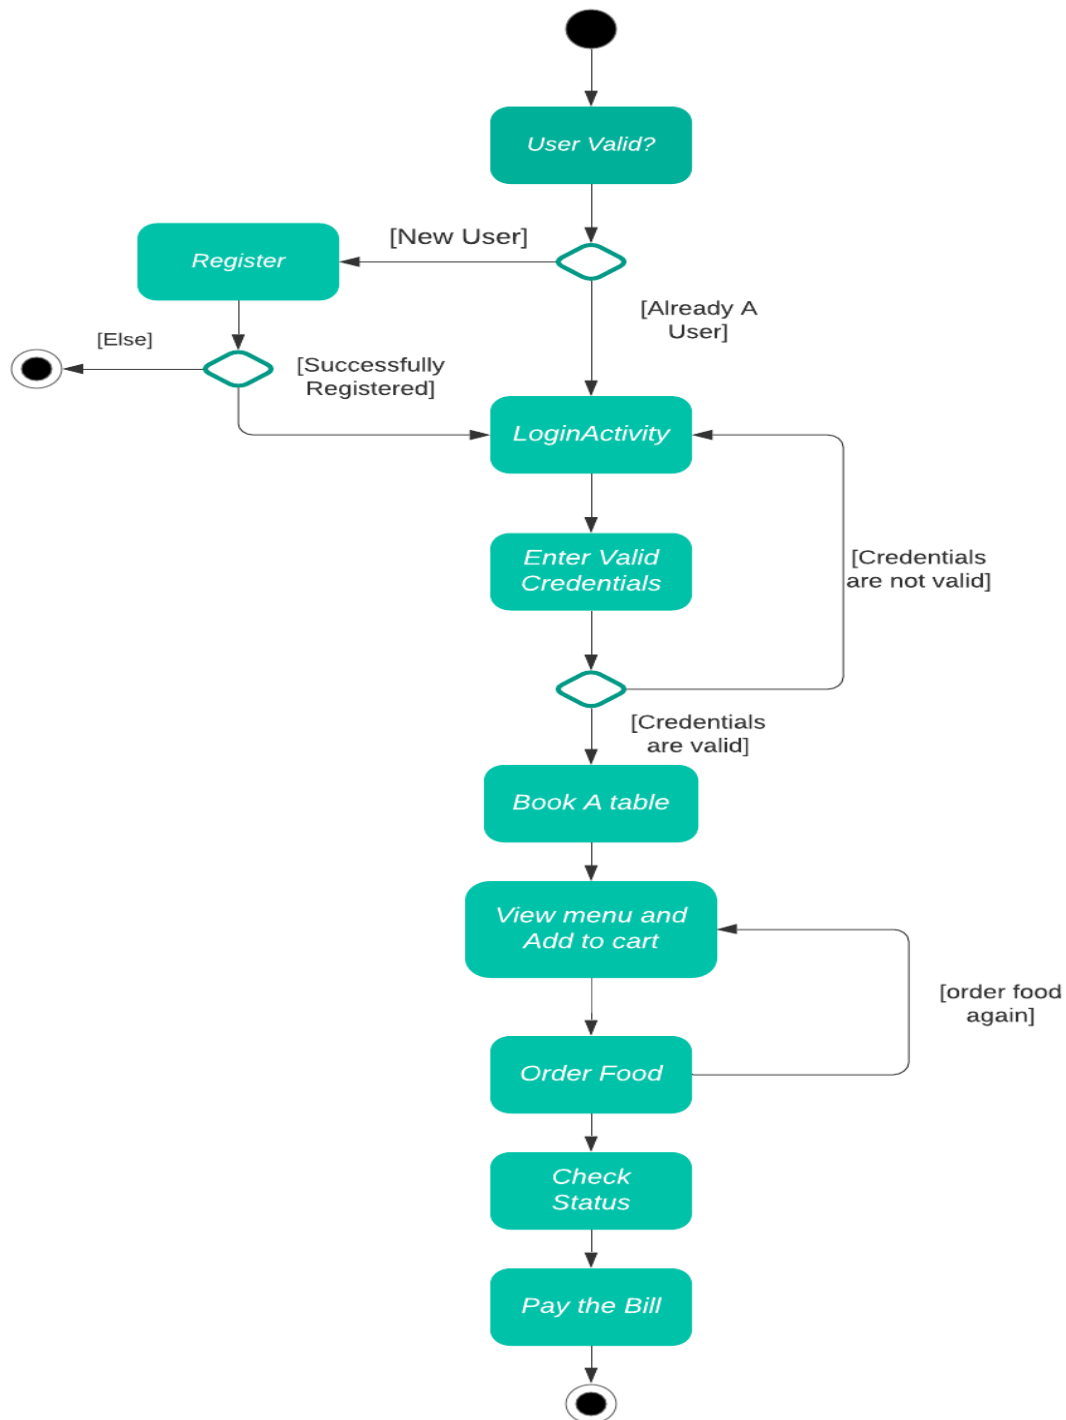 User Valid?
[New User]
Register
[Already A
User]
[Else]
[Successfully
Registered]
LoginActivity
Enter Valid
Credentials
[Credentials
are not valid]
[Credentials
are valid]
Book A table
View menu and
Add to cart
[order food
again]
Order Food
Check
Status
Pay the Bill